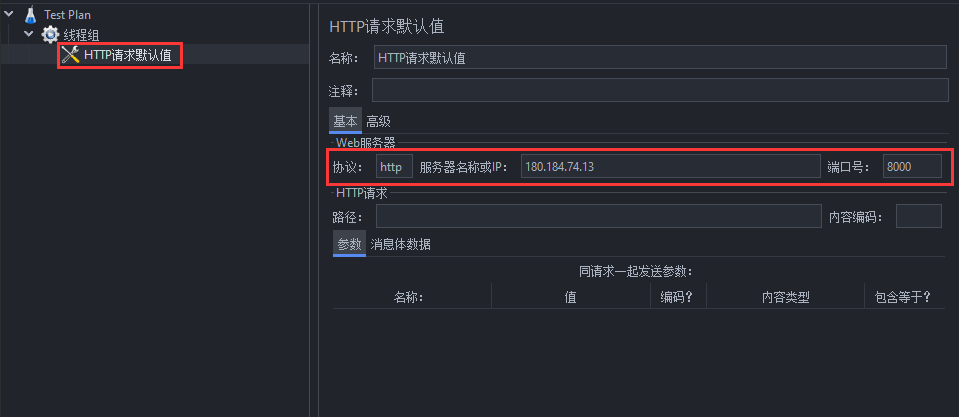 Test Plan
线程组
HTTP请求默认值
HTTP请求默认值
名称： HTTP请求默认值
注释：
基本 高级
Web服务器
协议： http 服务器名称或IP： 180.184.74.13 端口号： 8000
HTTP请求
路径： 内容编码：
参数 消息体数据
同请求一起发送参数：
名称： 值 编码？ 内容类型 包含等于？